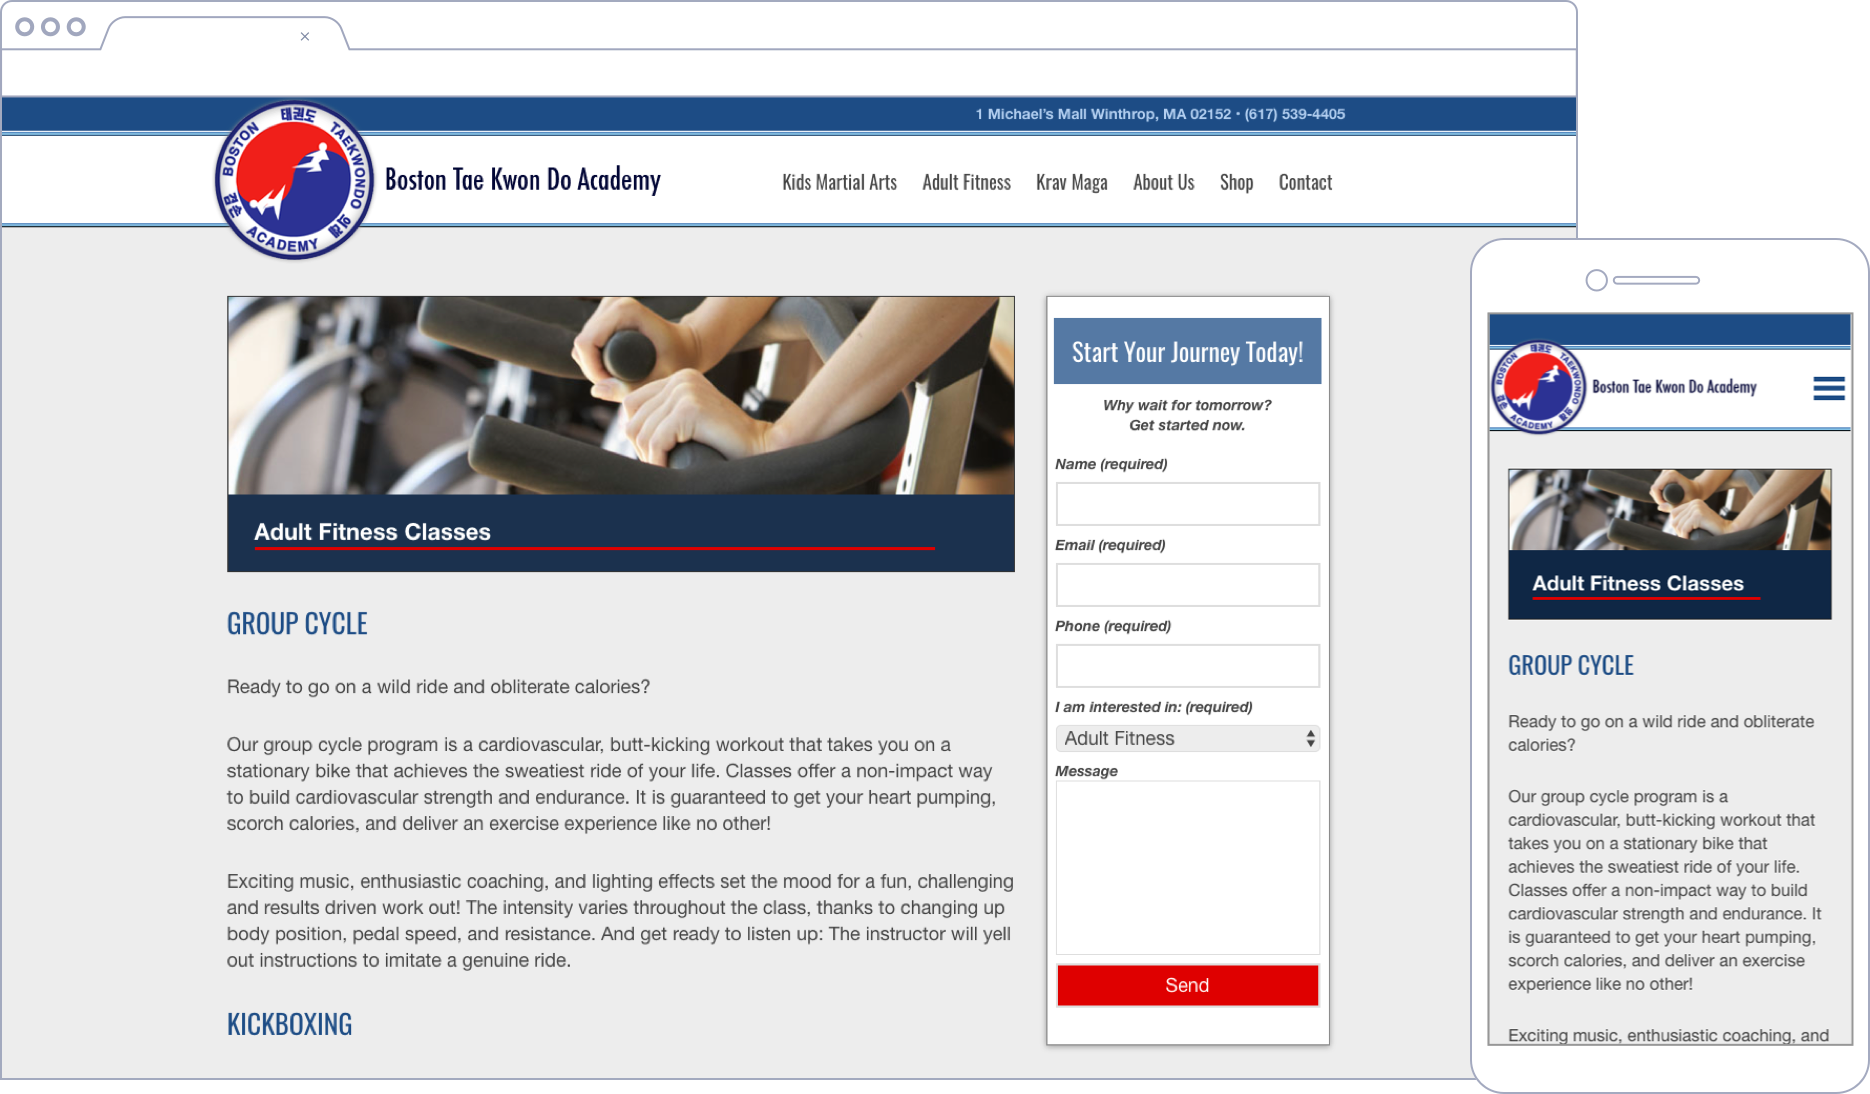 ×
1 Michael's Mall Winthrop, MA 02152 • (617) 539-4405
태권도
BOSTON TAEKWONDO
ACADEMY
Boston Tae Kwon Do Academy
Kids Martial Arts Adult Fitness Krav Maga About Us Shop Contact
Adult Fitness Classes
GROUP CYCLE
Ready to go on a wild ride and obliterate calories?
Our group cycle program is a cardiovascular, butt-kicking workout that takes you on a
stationary bike that achieves the sweatiest ride of your life. Classes offer a non-impact way
to build cardiovascular strength and endurance. It is guaranteed to get your heart pumping,
scorch calories, and deliver an exercise experience like no other!
Exciting music, enthusiastic coaching, and lighting effects set the mood for a fun, challenging
and results driven work out! The intensity varies throughout the class, thanks to changing up
body position, pedal speed, and resistance. And get ready to listen up: The instructor will yell
out instructions to imitate a genuine ride.
KICKBOXING
Start Your Journey Today!
Why wait for tomorrow?
Get started now.
Name (required)
Email (required)
Phone (required)
I am interested in: (required)
Adult Fitness
Message
Send
태권도
BOSTON TAEKWONDO
ACADEMY
Boston Tae Kwon Do Academy
Adult Fitness Classes
GROUP CYCLE
Ready to go on a wild ride and obliterate
calories?
Our group cycle program is a
cardiovascular, butt-kicking workout that
takes you on a stationary bike that
achieves the sweatiest ride of your life.
Classes offer a non-impact way to build
cardiovascular strength and endurance. It
is guaranteed to get your heart pumping,
scorch calories, and deliver an exercise
experience like no other!
Exciting music, enthusiastic coaching, and